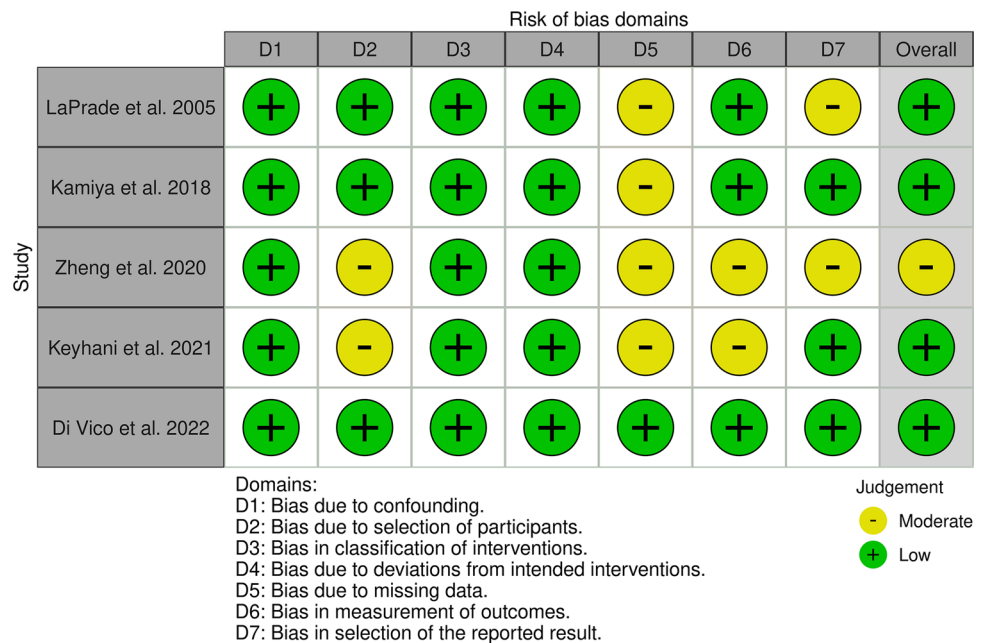 Risk of bias domains
D1 D2 D3 D4 D5 D6 D7 Overall
Study
LaPrade et al. 2005 + + + + - + - +
Kamiya et al. 2018 + + + + - + + +
Zheng et al. 2020 + - + + - - - -
Keyhani et al. 2021 + - + + - - + +
Di Vico et al. 2022 + + + + + + + +
Domains:
D1: Bias due to confounding.
D2: Bias due to selection of participants.
D3: Bias in classification of interventions.
D4: Bias due to deviations from intended interventions.
D5: Bias due to missing data.
D6: Bias in measurement of outcomes.
D7: Bias in selection of the reported result.
Judgement
- Moderate
+ Low